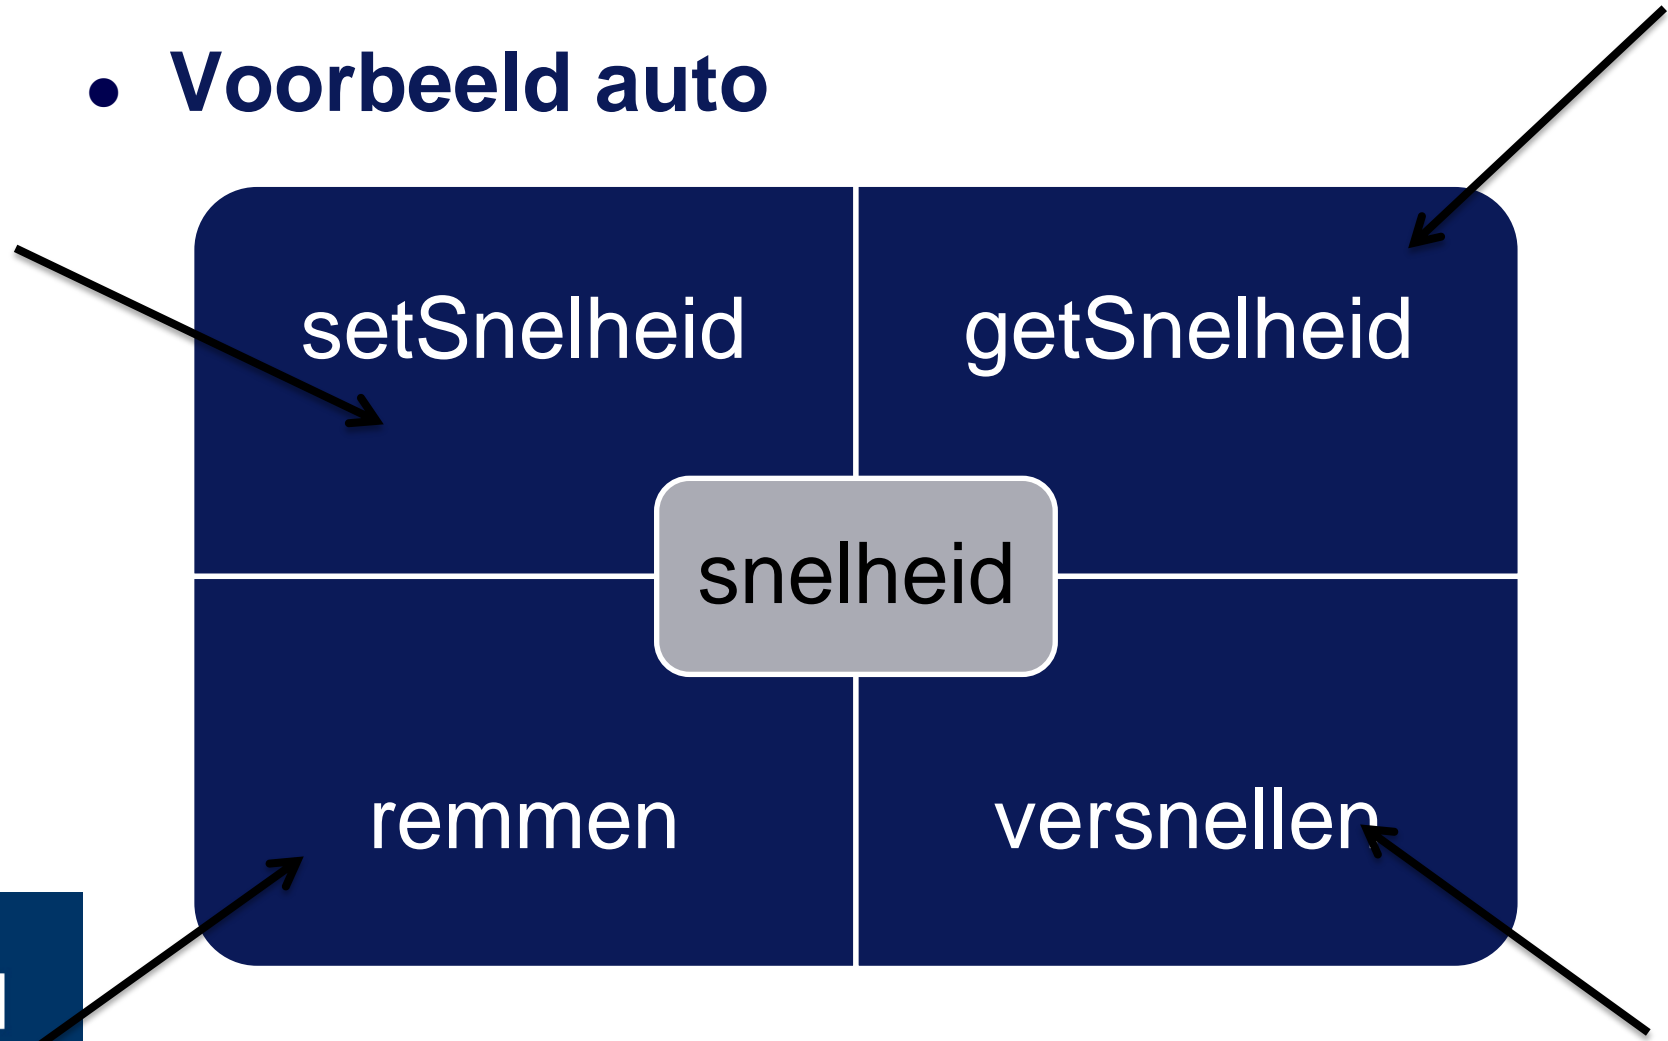 ● Voorbeeld auto
setSnelheid
getSnelheid
snelheid
remmen
versnellen